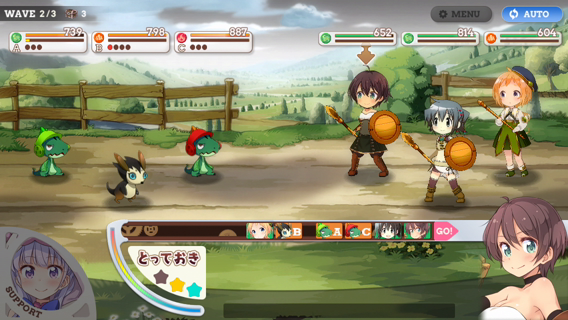 WAVE 2/3
3
MENU
AUTO
739
A
798
B
887
C
652
814
604
B
A
C
GO!
とっておき
SUPPORT